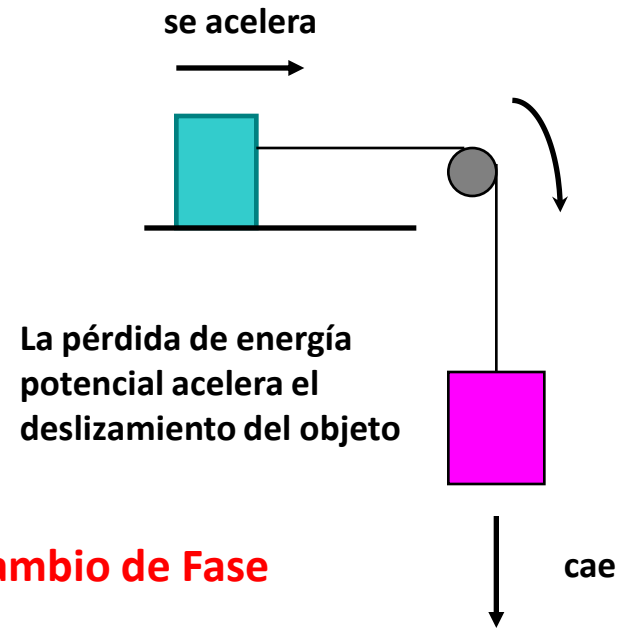 se acelera
La pérdida de energía
potencial acelera el
deslizamiento del objeto
ambio de Fase
cae